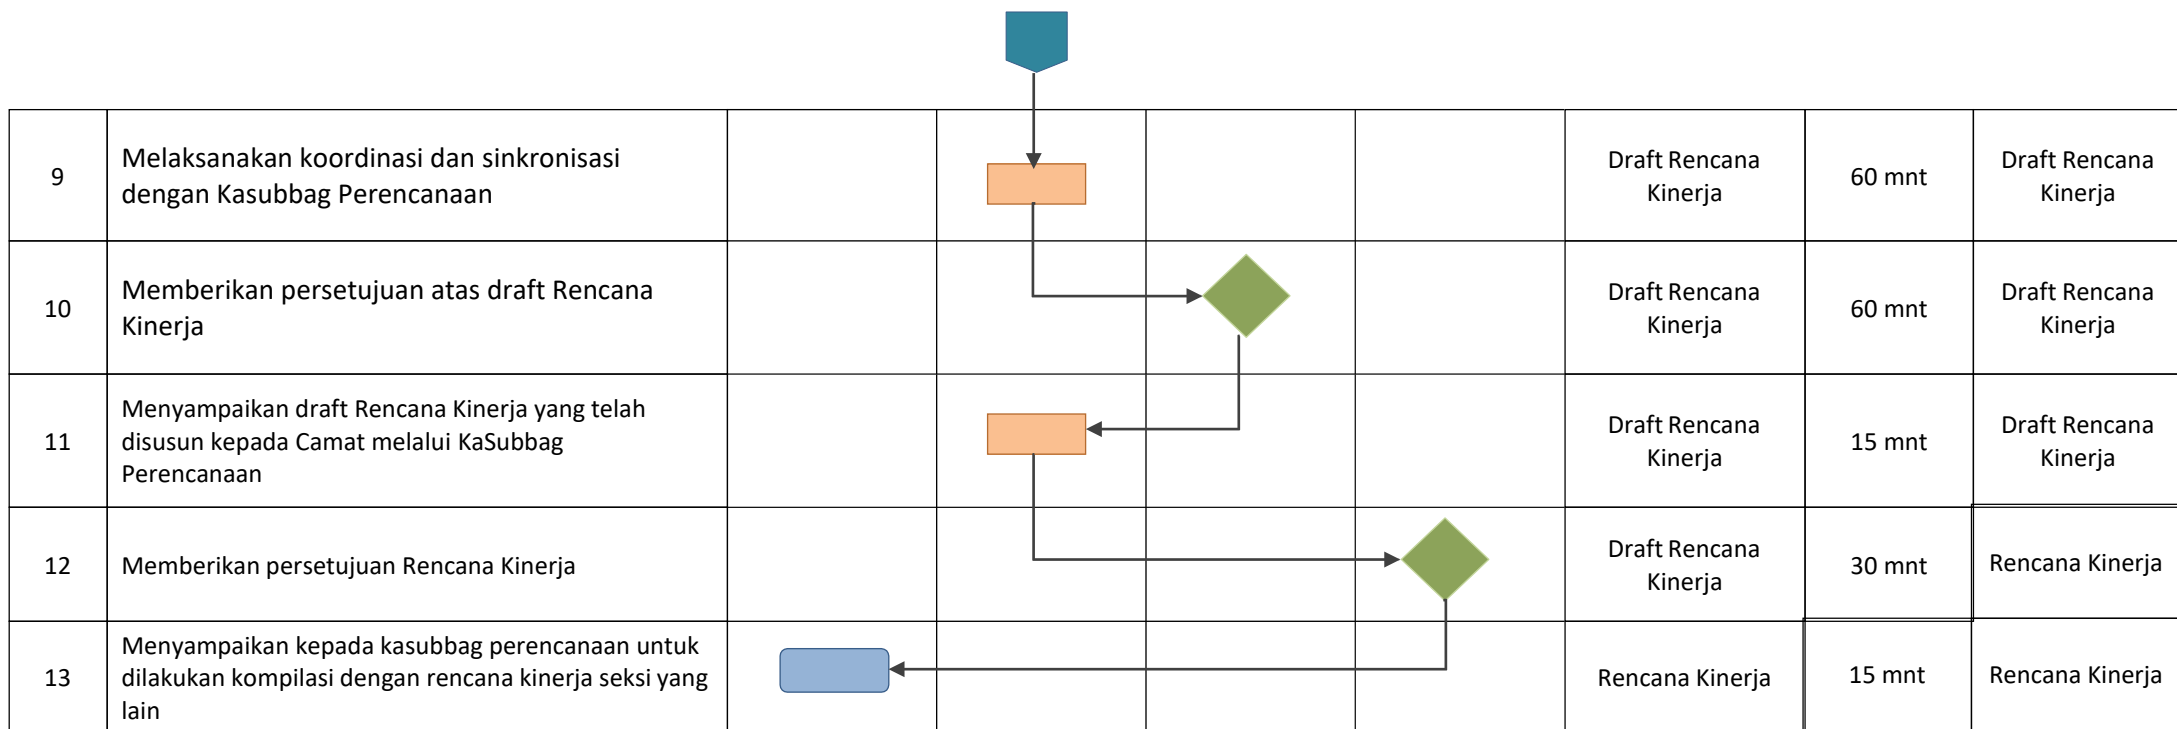 9
Melaksanakan koordinasi dan sinkronisasi
dengan Kasubbag Perencanaan
Draft Rencana
Kinerja
60 mnt
Draft Rencana
Kinerja
10
Memberikan persetujuan atas draft Rencana
Kinerja
Draft Rencana
Kinerja
60 mnt
Draft Rencana
Kinerja
11
Menyampaikan draft Rencana Kinerja yang telah
disusun kepada Camat melalui KaSubbag
Perencanaan
Draft Rencana
Kinerja
15 mnt
Draft Rencana
Kinerja
12
Memberikan persetujuan Rencana Kinerja
Draft Rencana
Kinerja
30 mnt
Rencana Kinerja
13
Menyampaikan kepada kasubbag perencanaan untuk
dilakukan kompilasi dengan rencana kinerja seksi yang
lain
Rencana Kinerja
15 mnt
Rencana Kinerja